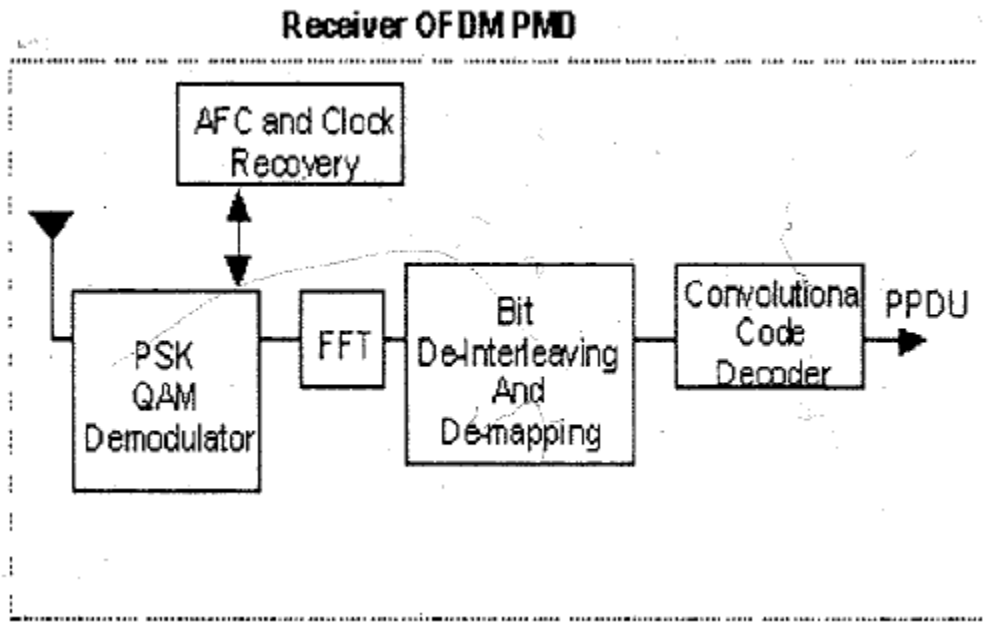 Receiver OFDM PMD
AFC and Clock
Recovery
PSK
QAM
Demodulator
FFT
Bit
De-Interleaving
And
De-mapping
Convolutiona
Code
Decoder
PPDU